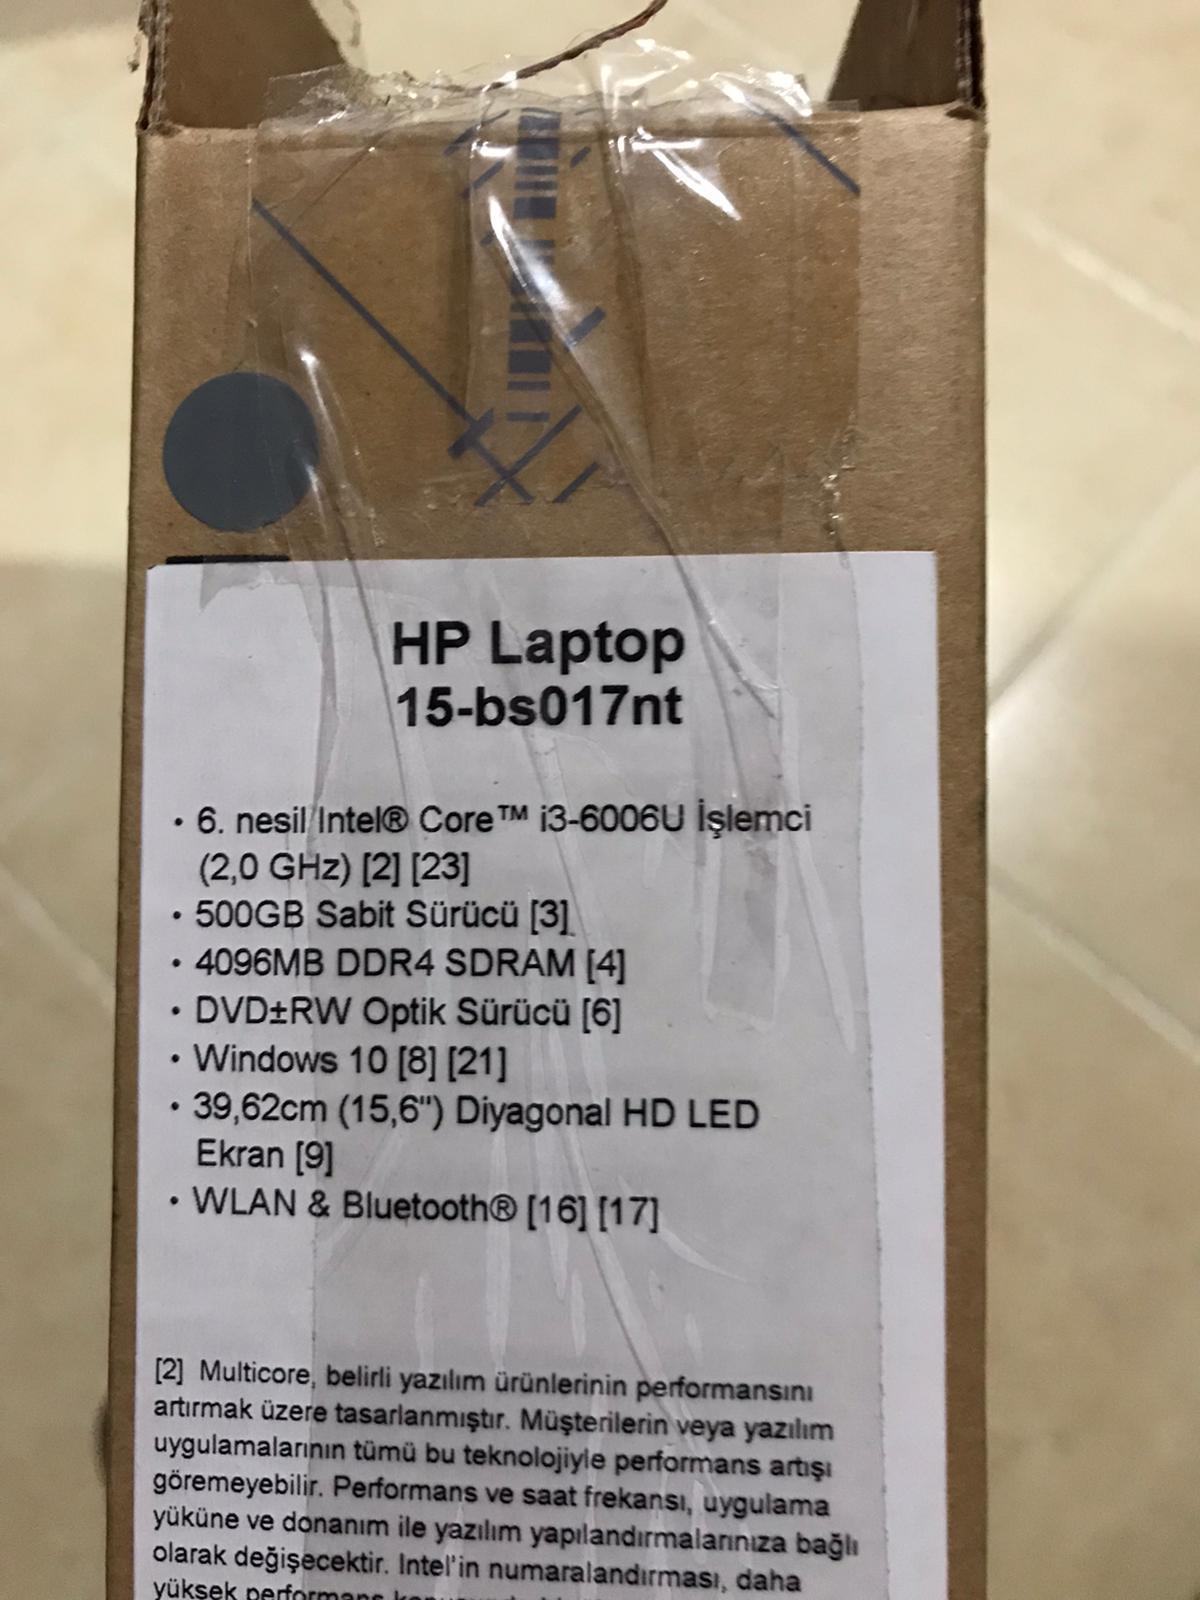 HP Laptop
15-bs017nt
• 6. nesil Intel® Core™ i3-6006U İşlemci
(2,0 GHz) [2] [23]
• 500GB Sabit Sürücü [3]
• 4096MB DDR4 SDRAM [4]
• DVD±RW Optik Sürücü [6]
• Windows 10 [8] [21]
• 39,62cm (15,6") Diyagonal HD LED
Ekran [9]
• WLAN & Bluetooth® [16] [17]
[2] Multicore, belirli yazılım ürünlerinin performansını
artırmak üzere tasarlanmıştır. Müşterilerin veya yazılım
uygulamalarının tümü bu teknolojiyle performans artışı
göremeyebilir. Performans ve saat frekansı, uygulama
yüküne ve donanım ile yazılım yapılandırmalarınıza bağlı
olarak değişecektir. Intel'in numaralandırması, daha
yüksek performans